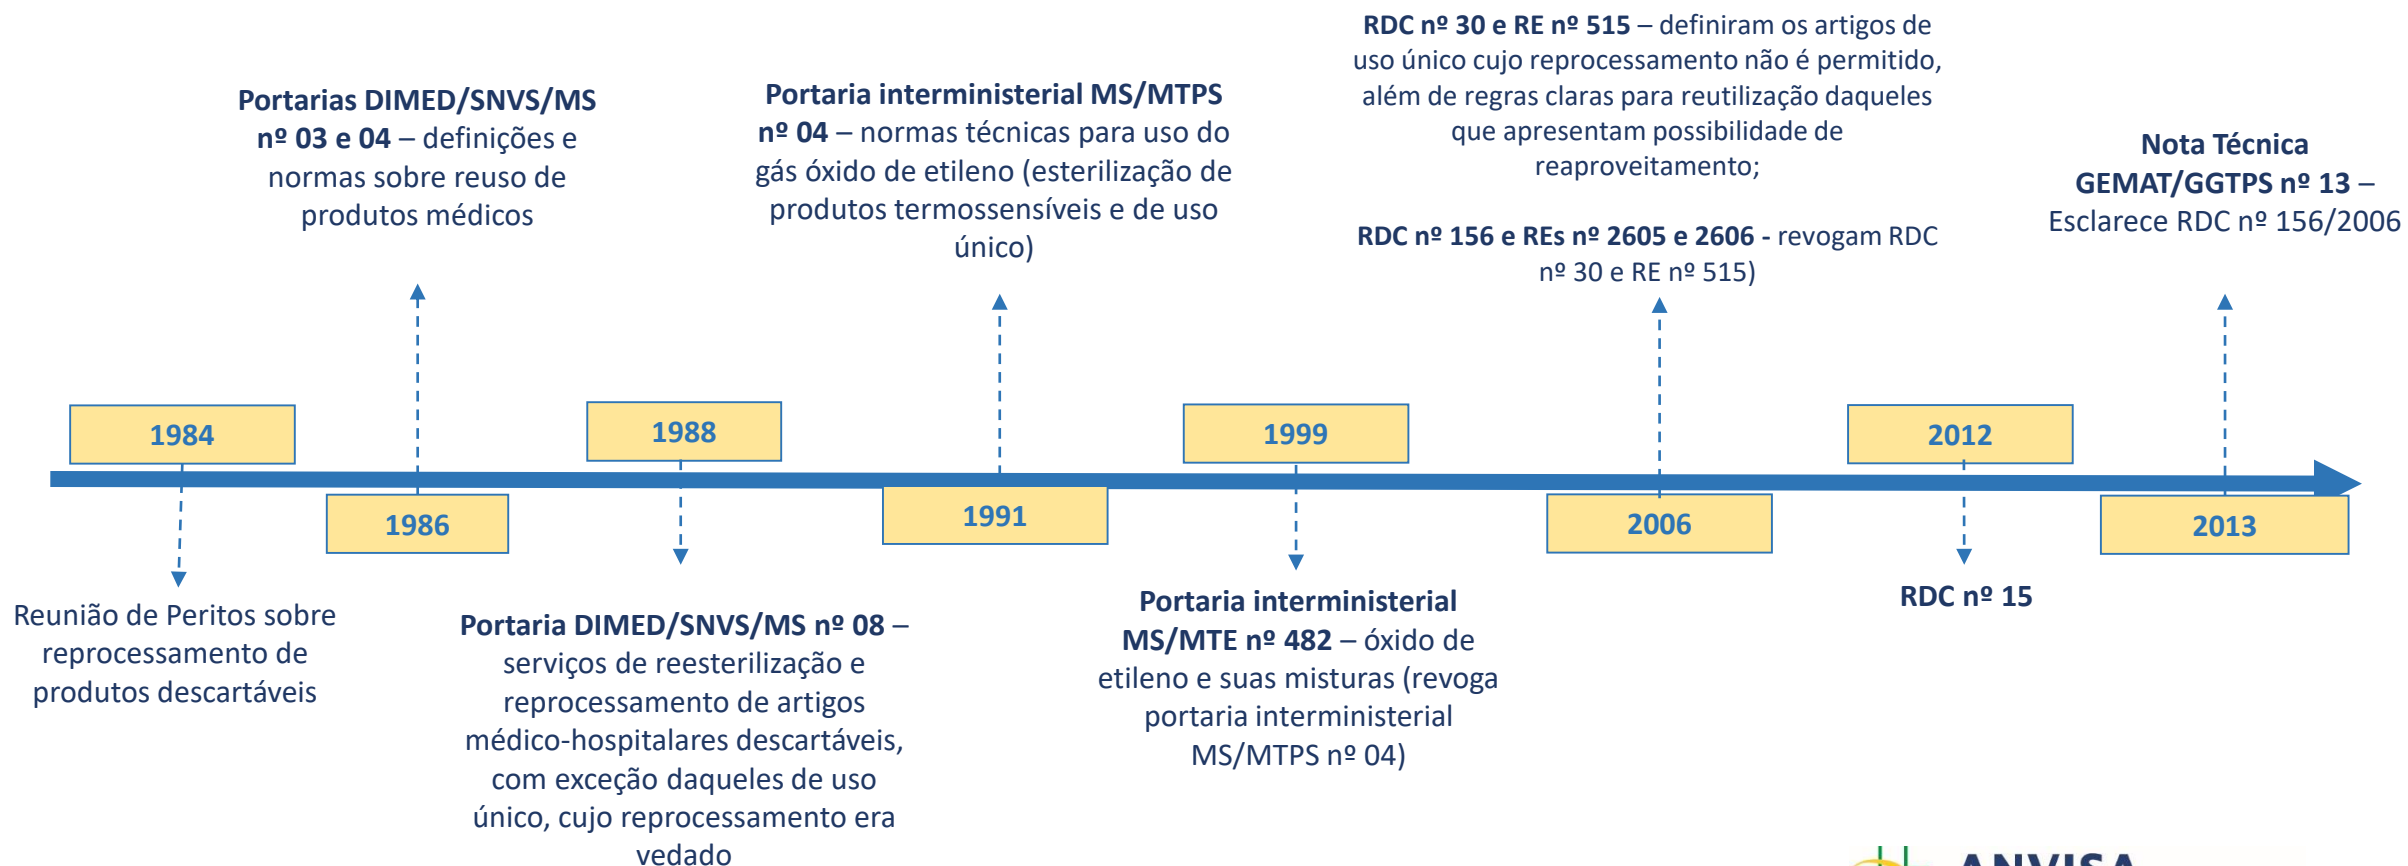 RDC nº 30 e RE nº 515 – definiram os artigos de
uso único cujo reprocessamento não é permitido,
além de regras claras para reutilização daqueles
que apresentam possibilidade de
reaproveitamento;
RDC nº 156 e REs nº 2605 e 2606 - revogam RDC
nº 30 e RE nº 515)
Portarias DIMED/SNVS/MS
nº 03 e 04 – definições e
normas sobre reuso de
produtos médicos
Portaria interministerial MS/MTPS
nº 04 – normas técnicas para uso do
gás óxido de etileno (esterilização de
produtos termossensíveis e de uso
único)
Nota Técnica
GEMAT/GGTPS nº 13 –
Esclarece RDC nº 156/2006
1984
1986
1988
1991
1999
2006
2012
2013
Reunião de Peritos sobre
reprocessamento de
produtos descartáveis
Portaria DIMED/SNVS/MS nº 08 –
serviços de reesterilização e
reprocessamento de artigos
médico-hospitalares descartáveis,
com exceção daqueles de uso
único, cujo reprocessamento era
vedado
Portaria interministerial
MS/MTE nº 482 – óxido de
etileno e suas misturas (revoga
portaria interministerial
MS/MTPS nº 04)
RDC nº 15
ANVISA